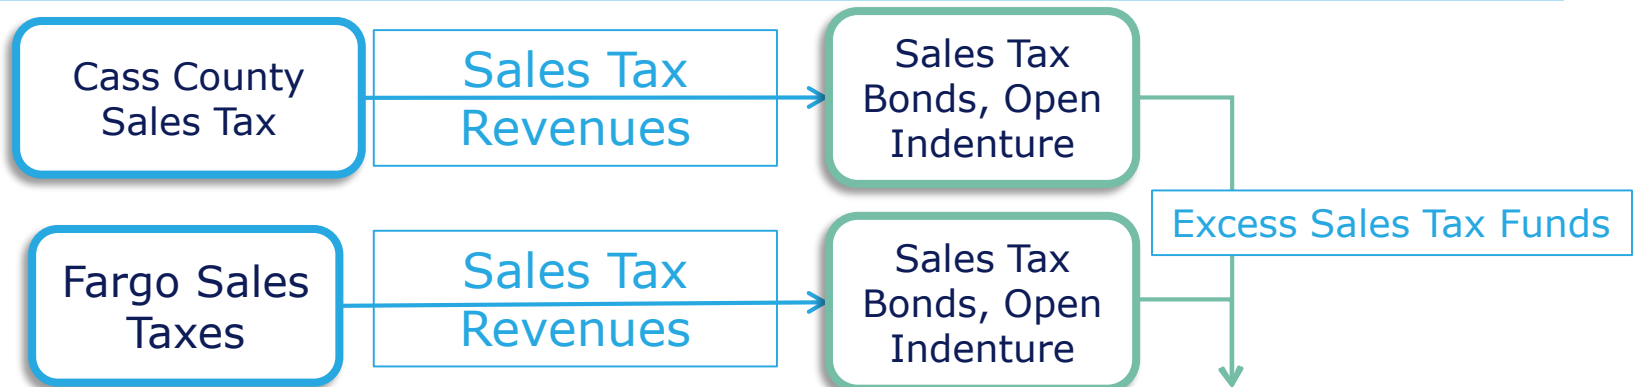 Cass County
Sales Tax
Sales Tax
Revenues
Sales Tax
Bonds, Open
Indenture
Excess Sales Tax Funds
Fargo Sales
Taxes
Sales Tax
Revenues
Sales Tax
Bonds, Open
Indenture